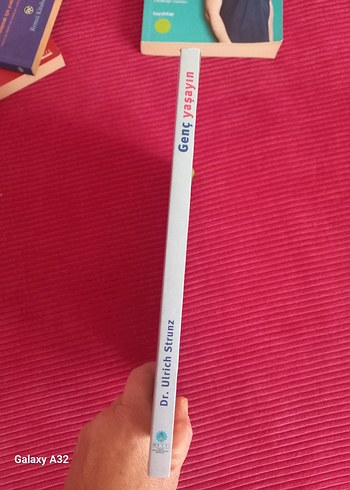 Genç yaşayın
Dr. Ulrich Strunz
Galaxy A32